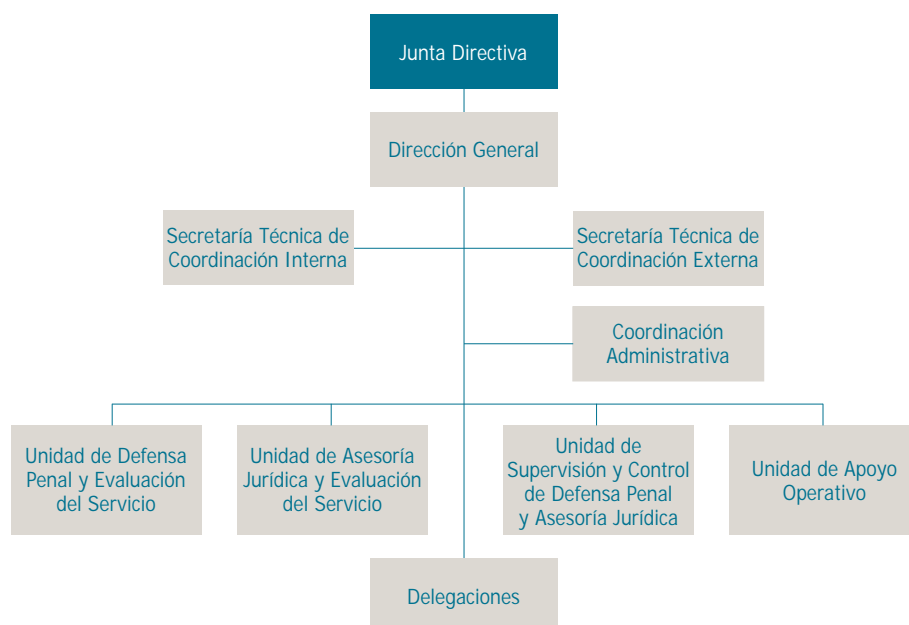 Junta Directiva
Dirección General
Secretaría Técnica de
Coordinación Interna
Secretaría Técnica de
Coordinación Externa
Coordinación
Administrativa
Unidad de Defensa
Penal y Evaluación
del Servicio
Unidad de Asesoría
Jurídica y Evaluación
del Servicio
Unidad de
Supervisión y Control
de Defensa Penal
y Asesoría Jurídica
Unidad de Apoyo
Operativo
Delegaciones